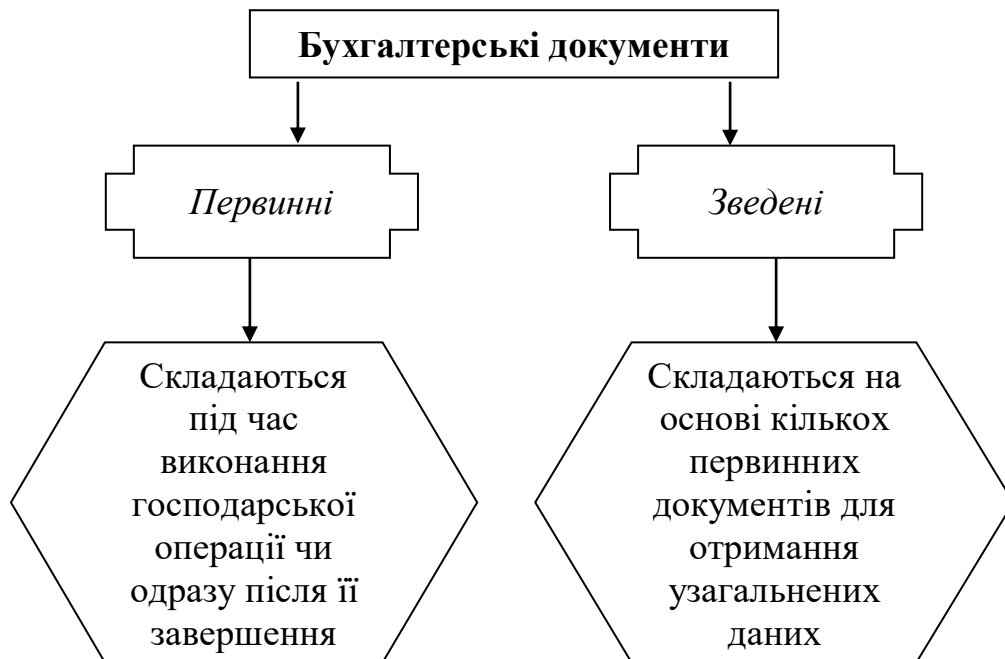 Бухгалтерські документи
Первинні
Зведені
Складаються
під час
виконання
господарської
операції чи
одразу після її
завершення
Складаються на
основі кількох
первинних
документів для
отримання
узагальнених
даних